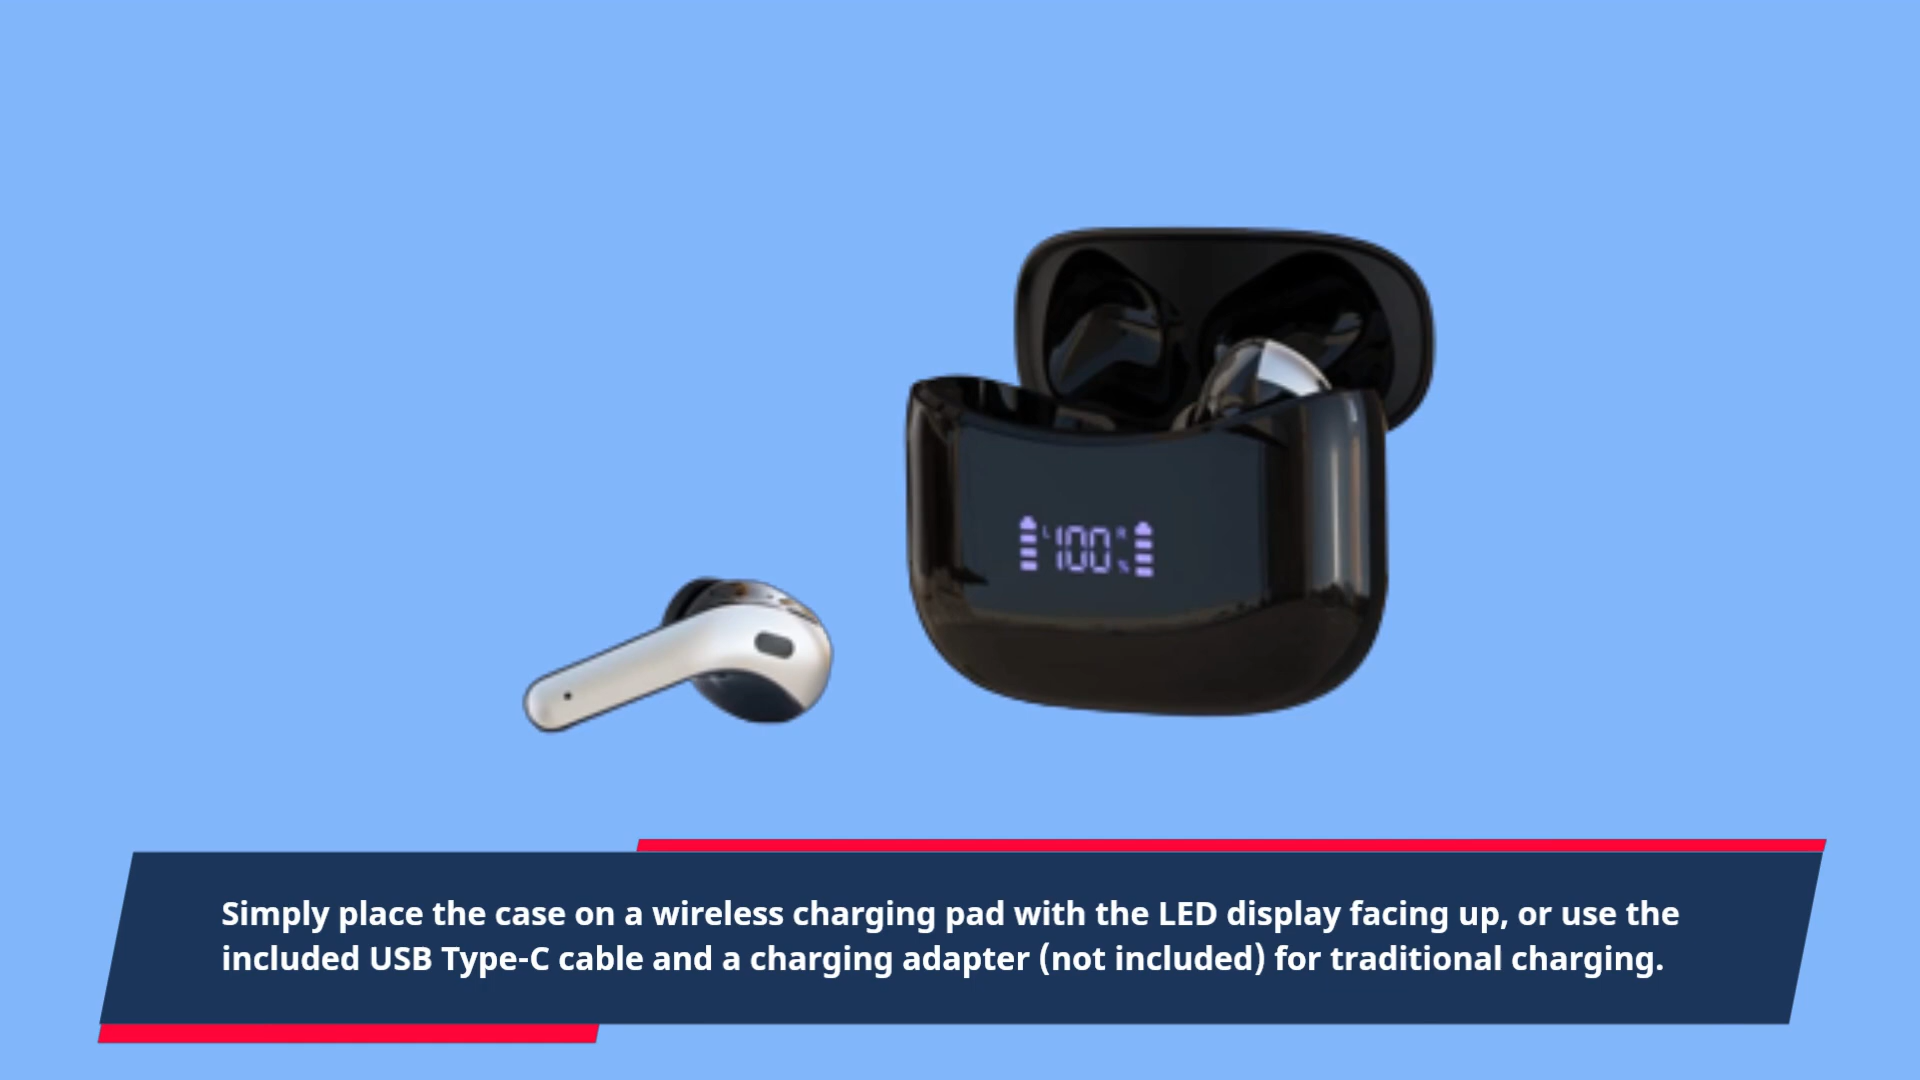 L 100 R %
Simply place the case on a wireless charging pad with the LED display facing up, or use the
included USB Type-C cable and a charging adapter (not included) for traditional charging.